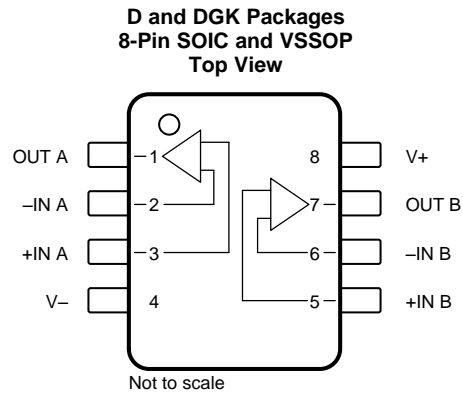 D and DGK Packages
8-Pin SOIC and VSSOP
Top View
OUT A 1 8 V+
–IN A 2 7 OUT B
+IN A 3 6 –IN B
V– 4 5 +IN B
Not to scale